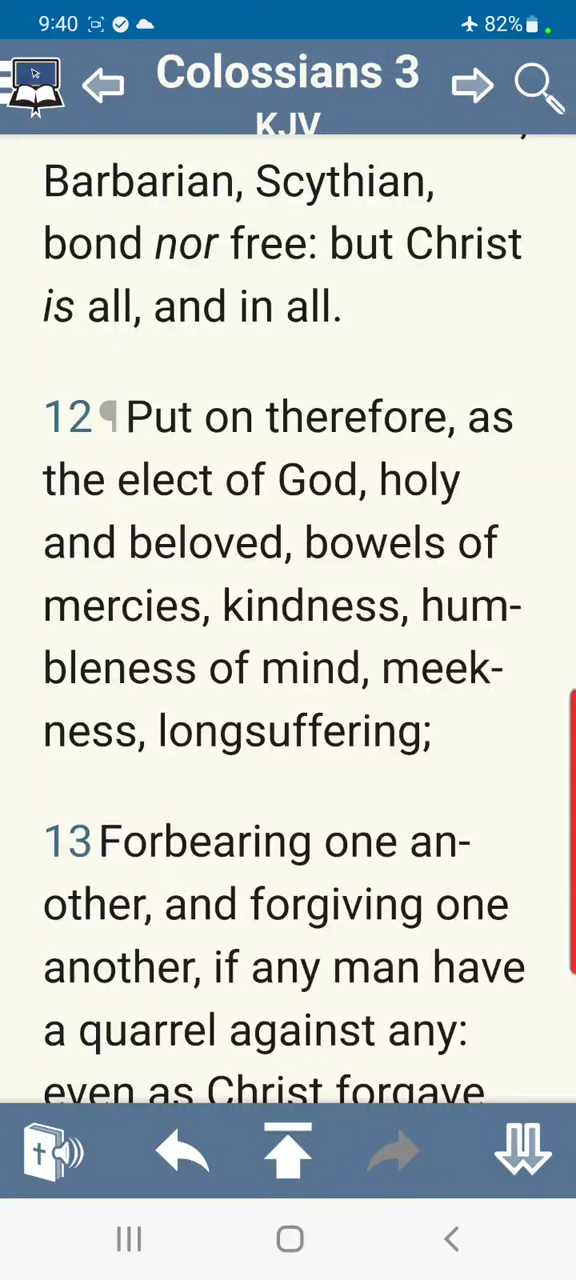 9:40 82%
Colossians 3
KJV
Barbarian, Scythian,
bond nor free: but Christ
is all, and in all.
12¶Put on therefore, as
the elect of God, holy
and beloved, bowels of
mercies, kindness, hum-
bleness of mind, meek-
ness, longsuffering;
13Forbearing one an-
other, and forgiving one
another, if any man have
a quarrel against any:
even as Christ forgave